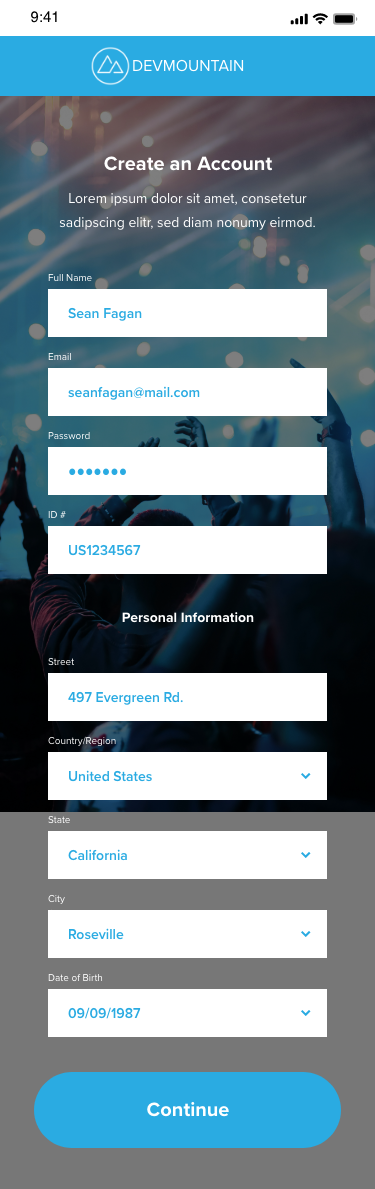 9:41
DEVMOUNTAIN
Create an Account
Lorem ipsum dolor sit amet, consetetur
sadipscing elitr, sed diam nonumy eirmod.
Full Name
Sean Fagan
Email
seanfagan@mail.com
Password
●●●●●●●
ID #
US1234567
Personal Information
Street
497 Evergreen Rd.
Country/Region
United States
State
California
City
Roseville
Date of Birth
09/09/1987
Continue